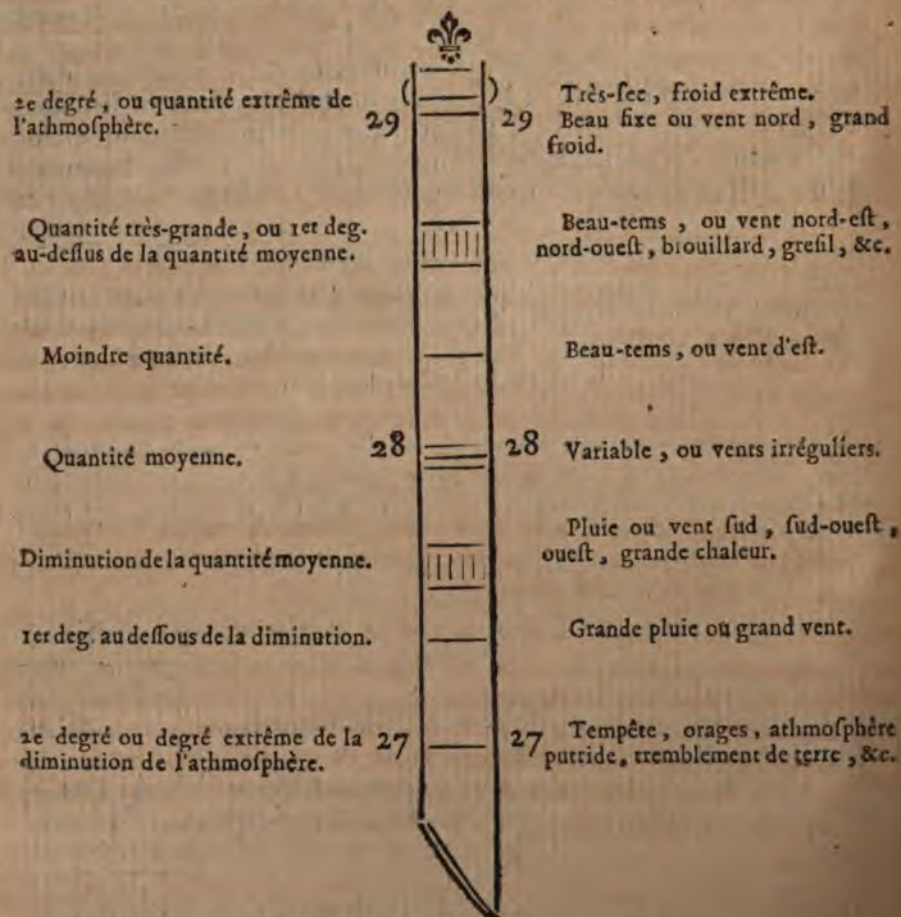 2e degré, ou quantité extrême de
l'athmoſphère.
29
29
Très-ſec, froid extrême.
Beau fixe ou vent nord, grand
froid.
Quantité très-grande, ou 1er deg.
au-deſſus de la quantité moyenne.
Beau-tems, ou vent nord-eſt,
nord-oueſt, brouillard, greſil, &c.
Moindre quantité.
Beau-tems, ou vent d'eſt.
Quantité moyenne.
28
28
Variable, ou vents irréguliers.
Diminution de la quantité moyenne.
Pluie ou vent ſud, ſud-oueſt,
oueſt, grande chaleur.
1er deg. au deſſous de la diminution.
Grande pluie ou grand vent.
2e degré ou degré extrême de la
diminution de l'athmoſphère.
27
27
Tempête, orages, athmoſphère
putride, tremblement de terre, &c.